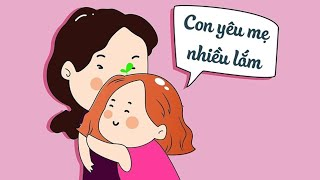 Con yêu mẹ
nhiều lắm